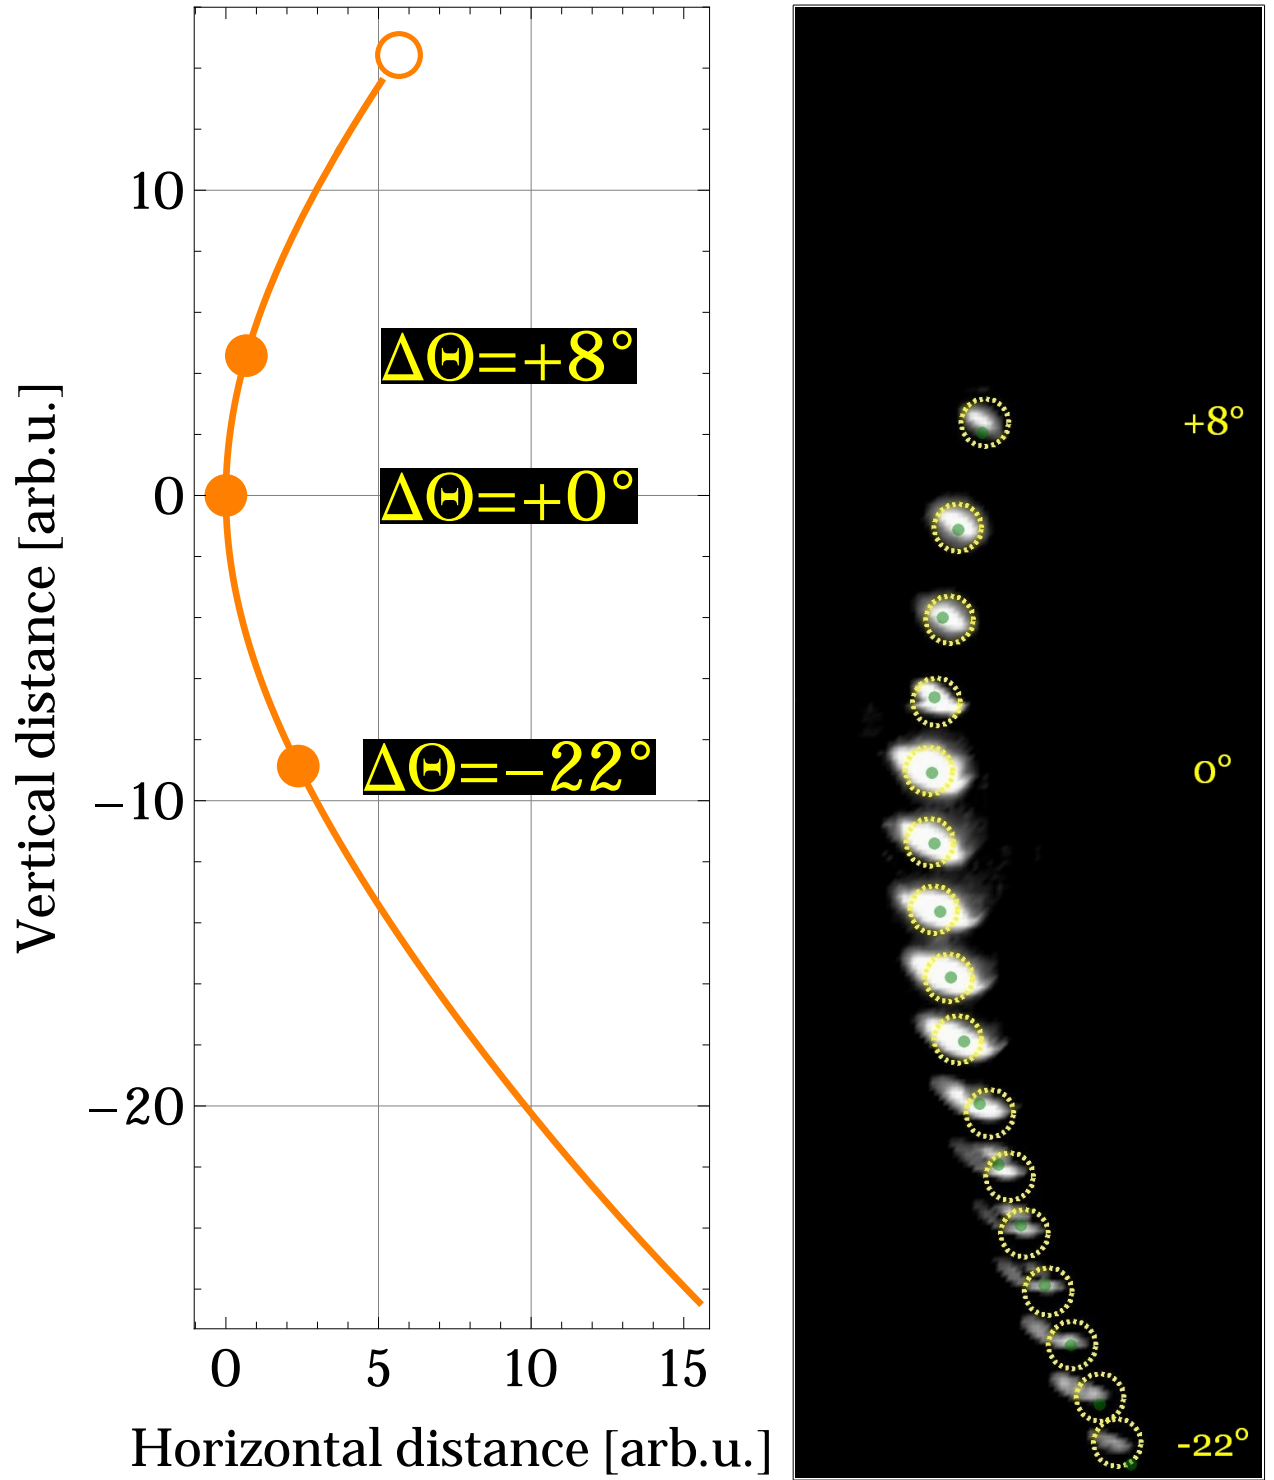 10
0
−10
−20
Vertical distance [arb.u.]
ΔΘ=+8°
ΔΘ=+0°
ΔΘ=−22°
0 5 10 15
Horizontal distance [arb.u.]
+8°
0°
-22°